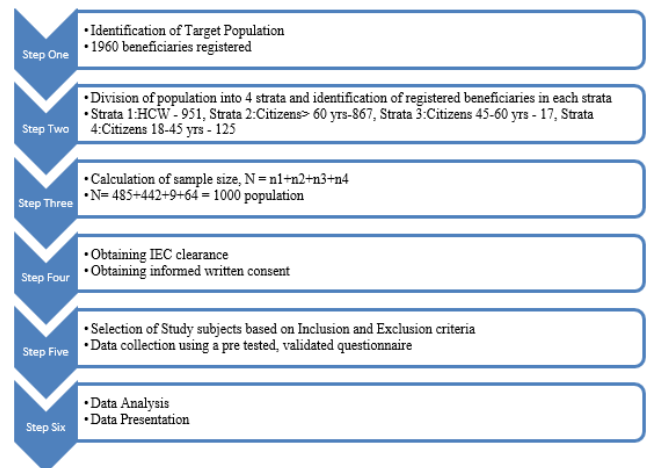 Step One
•Identification of Target Population
•1960 beneficiaries registered
Step Two
•Division of population into 4 strata and identification of registered beneficiaries in each strata
•Strata 1:HCW - 951, Strata 2:Citizens> 60 yrs-867, Strata 3:Citizens 45-60 yrs - 17, Strata
4:Citizens 18-45 yrs - 125
Step Three
•Calculation of sample size, N = n1+n2+n3+n4
•N= 485+442+9+64 = 1000 population
Step Four
•Obtaining IEC clearance
•Obtaining informed written consent
Step Five
•Selection of Study subjects based on Inclusion and Exclusion criteria
•Data collection using a pre tested, validated questionnaire
Step Six
•Data Analysis
•Data Presentation